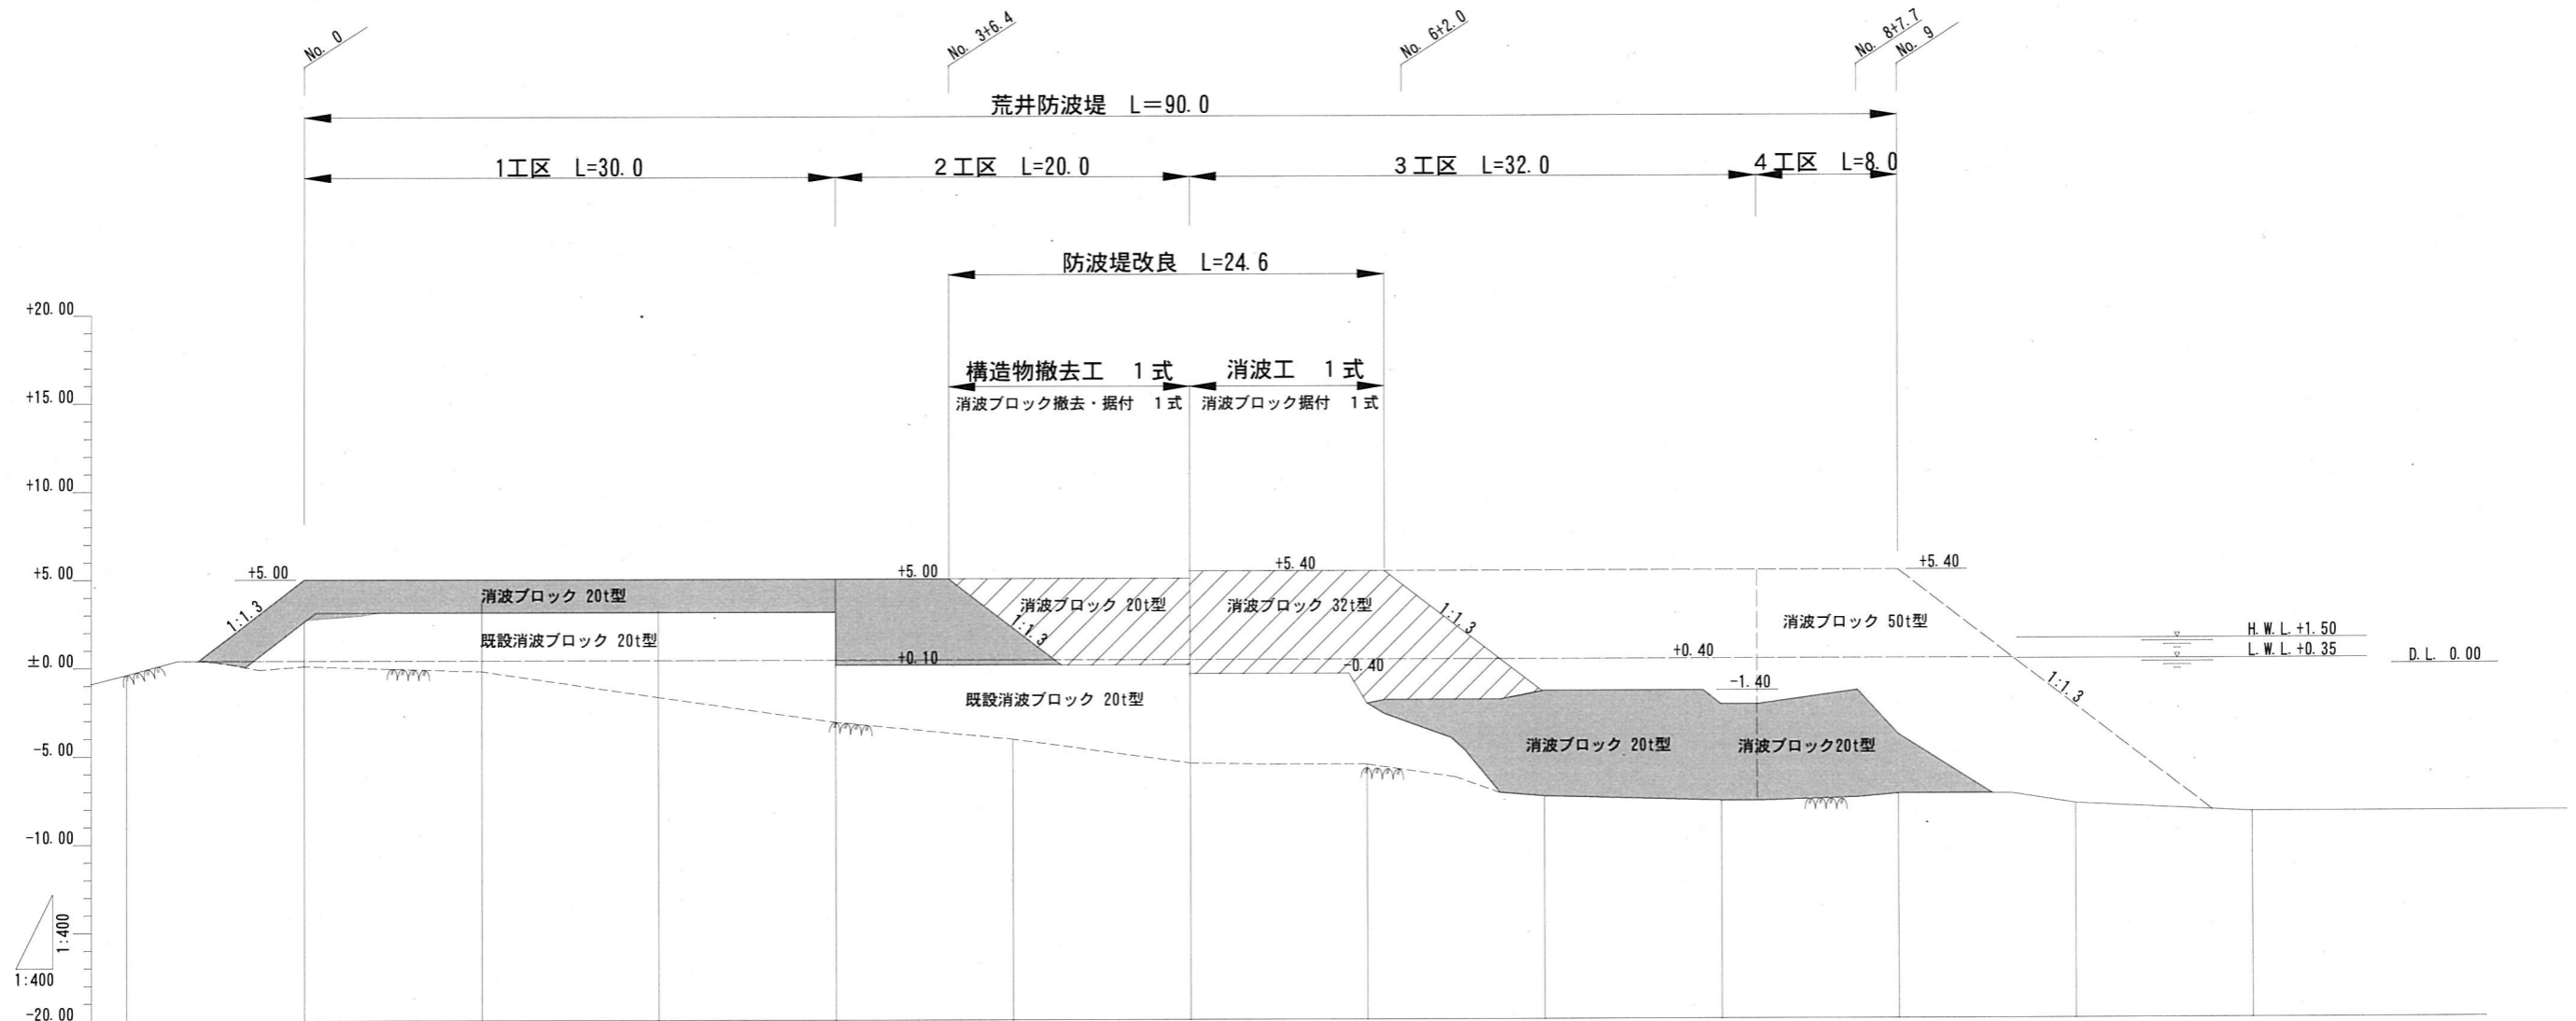 No. 0
No. 3+6.4
No. 6+2.0
No. 8+7.7
No. 9
荒井防波堤 L=90.0
1工区 L=30.0
2工区 L=20.0
3工区 L=32.0
4工区 L=8.0
防波堤改良 L=24.6
構造物撤去工 1式
消波工 1式
消波ブロック撤去・据付 1式
消波ブロック据付 1式
+20.00
+15.00
+10.00
+5.00
±0.00
-5.00
-10.00
-20.00
1:400
1:400
+5.00
1:1.3
消波ブロック 20t型
既設消波ブロック 20t型
+5.00
消波ブロック 20t型
1:1.3
+0.10
既設消波ブロック 20t型
+5.40
消波ブロック 32t型
1:1.3
-0.40
+0.40
-1.40
消波ブロック 20t型
消波ブロック20t型
消波ブロック 50t型
+5.40
1:1.3
H.W.L.+1.50
L.W.L.+0.35
D.L. 0.00